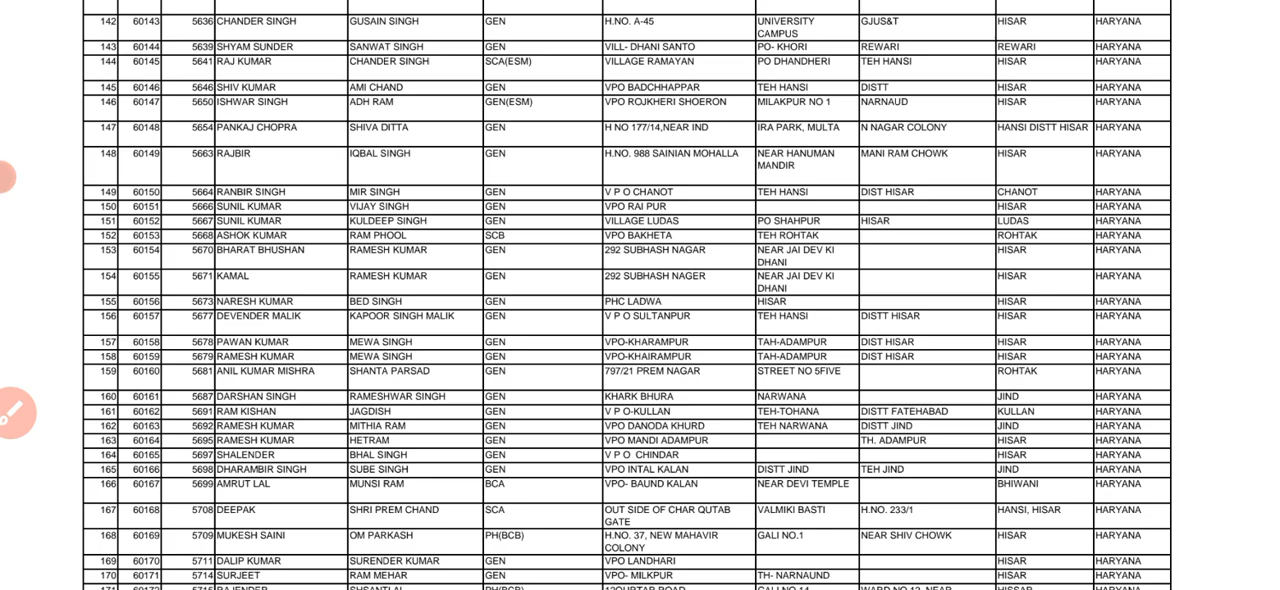 142 60143 5636 CHANDER SINGH GUSAIN SINGH GEN H.NO. A-45 UNIVERSITY CAMPUS GJUS&T HISAR HARYANA
143 60144 5639 SHYAM SUNDER SANWAT SINGH GEN VILL- DHANI SANTO PO- KHORI REWARI REWARI HARYANA
144 60145 5641 RAJ KUMAR CHANDER SINGH SCA(ESM) VILLAGE RAMAYAN PO DHANDHERI TEH HANSI HISAR HARYANA
145 60146 5646 SHIV KUMAR AMI CHAND GEN VPO BADCHHAPPAR TEH HANSI DISTT HISAR HARYANA
146 60147 5650 ISHWAR SINGH ADH RAM GEN(ESM) VPO ROJKHERI SHOERON MILAKPUR NO 1 NARNAUD HISAR HARYANA
147 60148 5654 PANKAJ CHOPRA SHIVA DITTA GEN H NO 177/14,NEAR IND IRA PARK, MULTA N NAGAR COLONY HANSI DISTT HISAR HARYANA
148 60149 5663 RAJBIR IQBAL SINGH GEN H.NO. 988 SAINIAN MOHALLA NEAR HANUMAN MANDIR MANI RAM CHOWK HISAR HARYANA
149 60150 5664 RANBIR SINGH MIR SINGH GEN V P O CHANOT TEH HANSI DIST HISAR CHANOT HARYANA
150 60151 5666 SUNIL KUMAR VIJAY SINGH GEN VPO RAI PUR HISAR HARYANA
151 60152 5667 SUNIL KUMAR KULDEEP SINGH GEN VILLAGE LUDAS PO SHAHPUR HISAR LUDAS HARYANA
152 60153 5668 ASHOK KUMAR RAM PHOOL SCB VPO BAKHETA TEH ROHTAK ROHTAK HARYANA
153 60154 5670 BHARAT BHUSHAN RAMESH KUMAR GEN 292 SUBHASH NAGAR NEAR JAI DEV KI DHANI HISAR HARYANA
154 60155 5671 KAMAL RAMESH KUMAR GEN 292 SUBHASH NAGER NEAR JAI DEV KI DHANI HISAR HARYANA
155 60156 5673 NARESH KUMAR BED SINGH GEN PHC LADWA HISAR HISAR HARYANA
156 60157 5677 DEVENDER MALIK KAPOOR SINGH MALIK GEN V P O SULTANPUR TEH HANSI DISTT HISAR HISAR HARYANA
157 60158 5678 PAWAN KUMAR MEWA SINGH GEN VPO-KHARAMPUR TAH-ADAMPUR DIST HISAR HISAR HARYANA
158 60159 5679 RAMESH KUMAR MEWA SINGH GEN VPO-KHAIRAMPUR TAH-ADAMPUR DIST HISAR HISAR HARYANA
159 60160 5681 ANIL KUMAR MISHRA SHANTA PARSAD GEN 797/21 PREM NAGAR STREET NO 5FIVE ROHTAK HARYANA
160 60161 5687 DARSHAN SINGH RAMESHWAR SINGH GEN KHARK BHURA NARWANA JIND HARYANA
161 60162 5691 RAM KISHAN JAGDISH GEN V P O-KULLAN TEH-TOHANA DISTT FATEHABAD KULLAN HARYANA
162 60163 5692 RAMESH KUMAR MITHIA RAM GEN VPO DANODA KHURD TEH NARWANA DISTT JIND JIND HARYANA
163 60164 5695 RAMESH KUMAR HETRAM GEN VPO MANDI ADAMPUR TH. ADAMPUR HISAR HARYANA
164 60165 5697 SHALENDER BHAL SINGH GEN V P O CHINDAR HISAR HARYANA
165 60166 5698 DHARAMBIR SINGH SUBE SINGH GEN VPO INTAL KALAN DISTT JIND TEH JIND JIND HARYANA
166 60167 5699 AMRUT LAL MUNSI RAM BCA VPO- BAUND KALAN NEAR DEVI TEMPLE BHIWANI HARYANA
167 60168 5708 DEEPAK SHRI PREM CHAND SCA OUT SIDE OF CHAR QUTAB GATE VALMIKI BASTI H.NO. 233/1 HANSI, HISAR HARYANA
168 60169 5709 MUKESH SAINI OM PARKASH PH(BCB) H.NO. 37, NEW MAHAVIR COLONY GALI NO.1 NEAR SHIV CHOWK HISAR HARYANA
169 60170 5711 DALIP KUMAR SURENDER KUMAR GEN VPO LANDHARI HISAR HARYANA
170 60171 5714 SURJEET RAM MEHAR GEN VPO- MILKPUR TH- NARNAUND HISAR HARYANA